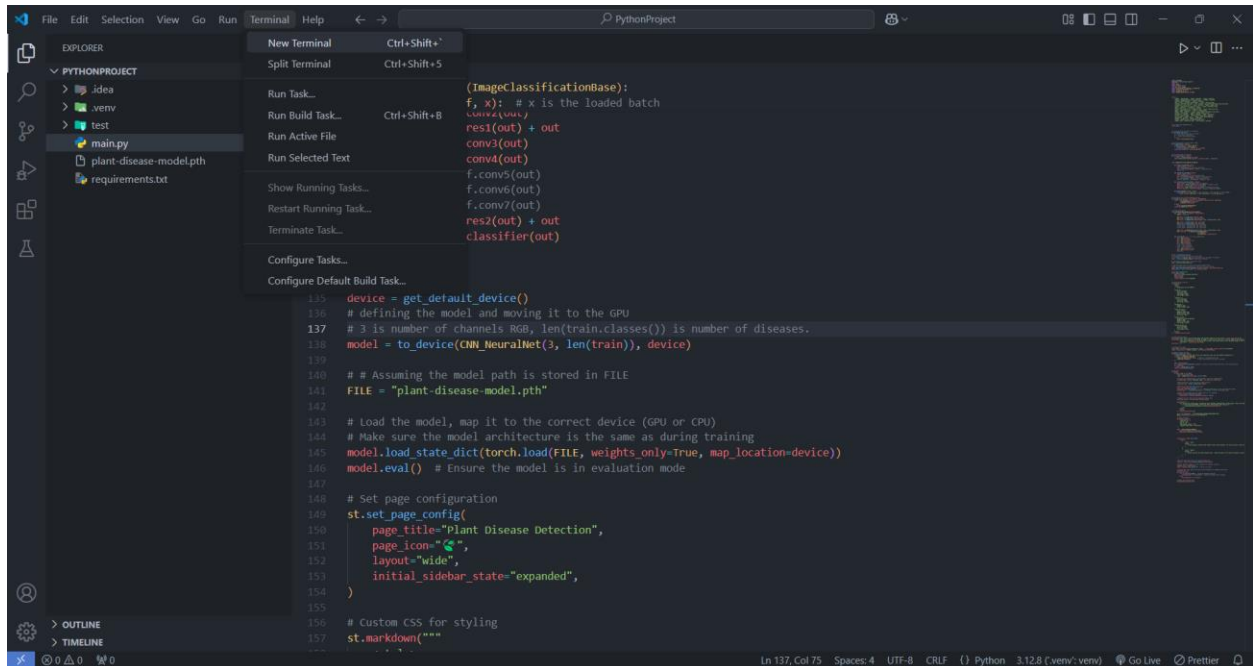 File Edit Selection View Go Run Terminal Help
PythonProject
EXPLORER
PYTHONPROJECT
.idea
.venv
test
main.py
plant-disease-model.pth
requirements.txt
OUTLINE
TIMELINE
New Terminal Ctrl+Shift+`
Split Terminal Ctrl+Shift+5
Run Task...
Run Build Task... Ctrl+Shift+B
Run Active File
Run Selected Text
Show Running Tasks...
Restart Running Task...
Terminate Task...
Configure Tasks...
Configure Default Build Task...
(ImageClassificationBase):
f, x): # x is the loaded batch
conv2(out)
res1(out) + out
conv3(out)
conv4(out)
f.conv5(out)
f.conv6(out)
f.conv7(out)
res2(out) + out
classifier(out)
135 device = get_default_device()
136 # defining the model and moving it to the GPU
137 # 3 is number of channels RGB, len(train.classes()) is number of diseases.
138 model = to_device(CNN_NeuralNet(3, len(train)), device)
139
140 # # Assuming the model path is stored in FILE
141 FILE = "plant-disease-model.pth"
142
143 # Load the model, map it to the correct device (GPU or CPU)
144 # Make sure the model architecture is the same as during training
145 model.load_state_dict(torch.load(FILE, weights_only=True, map_location=device))
146 model.eval() # Ensure the model is in evaluation mode
147
148 # Set page configuration
149 st.set_page_config(
150 page_title="Plant Disease Detection",
151 page_icon="🌿",
152 layout="wide",
153 initial_sidebar_state="expanded",
154 )
155
156 # Custom CSS for styling
157 st.markdown("""
0 0 0 Ln 137, Col 75 Spaces: 4 UTF-8 CRLF {} Python 3.12.8 ('.venv': venv) Go Live Prettier